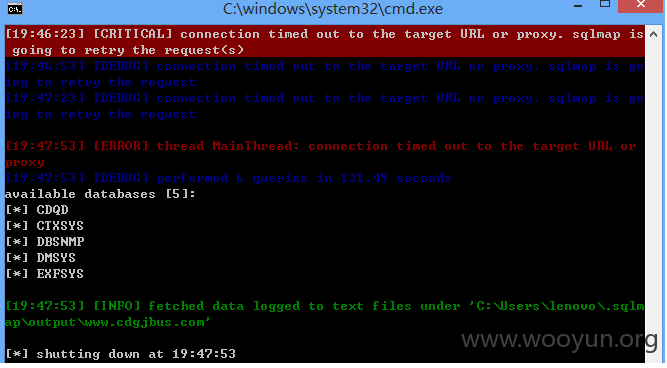 C:\windows\system32\cmd.exe
[19:46:23] [CRITICAL] connection timed out to the target URL or proxy. sqlmap is
going to retry the request(s)
[19:46:53] [DEBUG] connection timed out to the target URL or proxy. sqlmap is go
ing to retry the request
[19:47:23] [DEBUG] connection timed out to the target URL or proxy. sqlmap is go
ing to retry the request
[19:47:53] [ERROR] thread MainThread: connection timed out to the target URL or
proxy
[19:47:53] [DEBUG] performed 6 queries in 131.49 seconds
available databases [5]:
[*] CDQD
[*] CTXSYS
[*] DBSNMP
[*] DMSYS
[*] EXFSYS
[19:47:53] [INFO] fetched data logged to text files under 'C:\Users\lenovo\.sqlm
ap\output\www.cdgjbus.com'
www.wooyun.org
[*] shutting down at 19:47:53